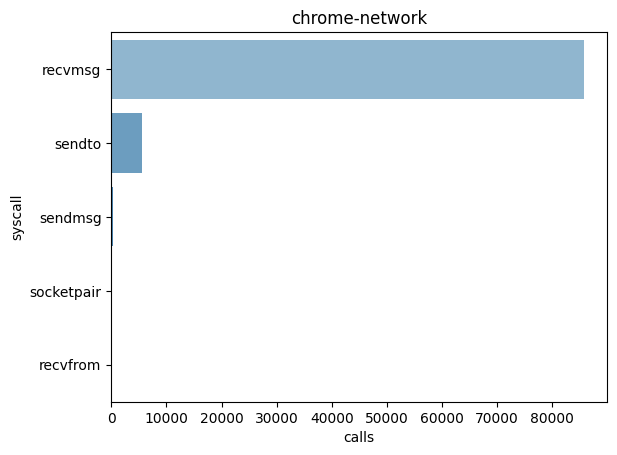 chrome-network
recvmsg
sendto
sendmsg
socketpair
recvfrom
syscall
0 10000 20000 30000 40000 50000 60000 70000 80000
calls